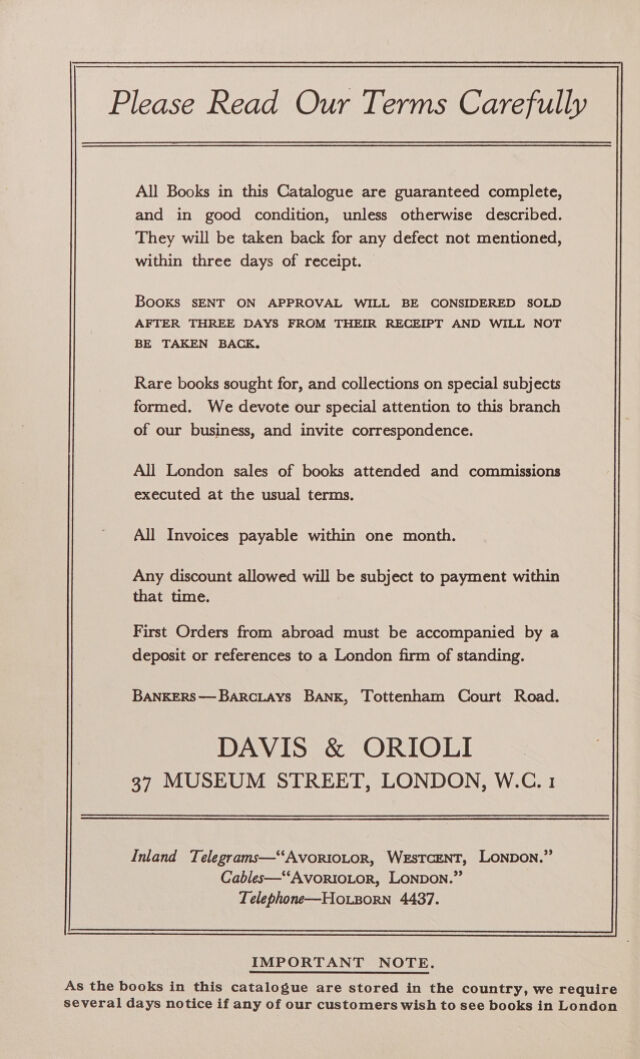 Please Read Our Terms Carefully
All Books in this Catalogue are guaranteed complete,
and in good condition, unless otherwise described.
They will be taken back for any defect not mentioned,
within three days of receipt.
BOOKS SENT ON APPROVAL WILL BE CONSIDERED SOLD
AFTER THREE DAYS FROM THEIR RECEIPT AND WILL NOT
BE TAKEN BACK.
Rare books sought for, and collections on special subjects
formed. We devote our special attention to this branch
of our business, and invite correspondence.
All London sales of books attended and commissions
executed at the usual terms.
All Invoices payable within one month.
Any discount allowed will be subject to payment within
that time.
First Orders from abroad must be accompanied by a
deposit or references to a London firm of standing.
BANKERS—BARCLAYS BANK, Tottenham Court Road.
DAVIS & ORIOLI
37 MUSEUM STREET, LONDON, W.C. 1
Inland Telegrams—"AVORIOLOR, WESTCENT, LONDON."
Cables—"AVORIOLOR, LONDON."
Telephone—HOLBORN 4437.
IMPORTANT NOTE.
As the books in this catalogue are stored in the country, we require
several days notice if any of our customers wish to see books in London